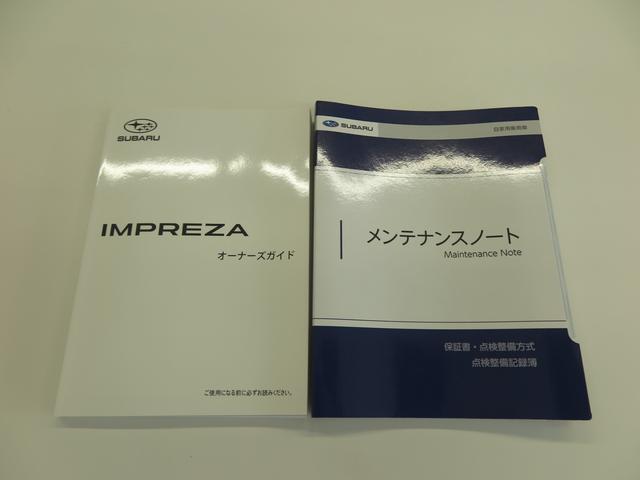 SUBARU
IMPREZA
オーナーズガイド
ご使用になる前に必ずお読みください。
SUBARU
自家用乗用車
メンテナンスノート
Maintenance Note
保証書・点検整備方式
点検整備記録簿